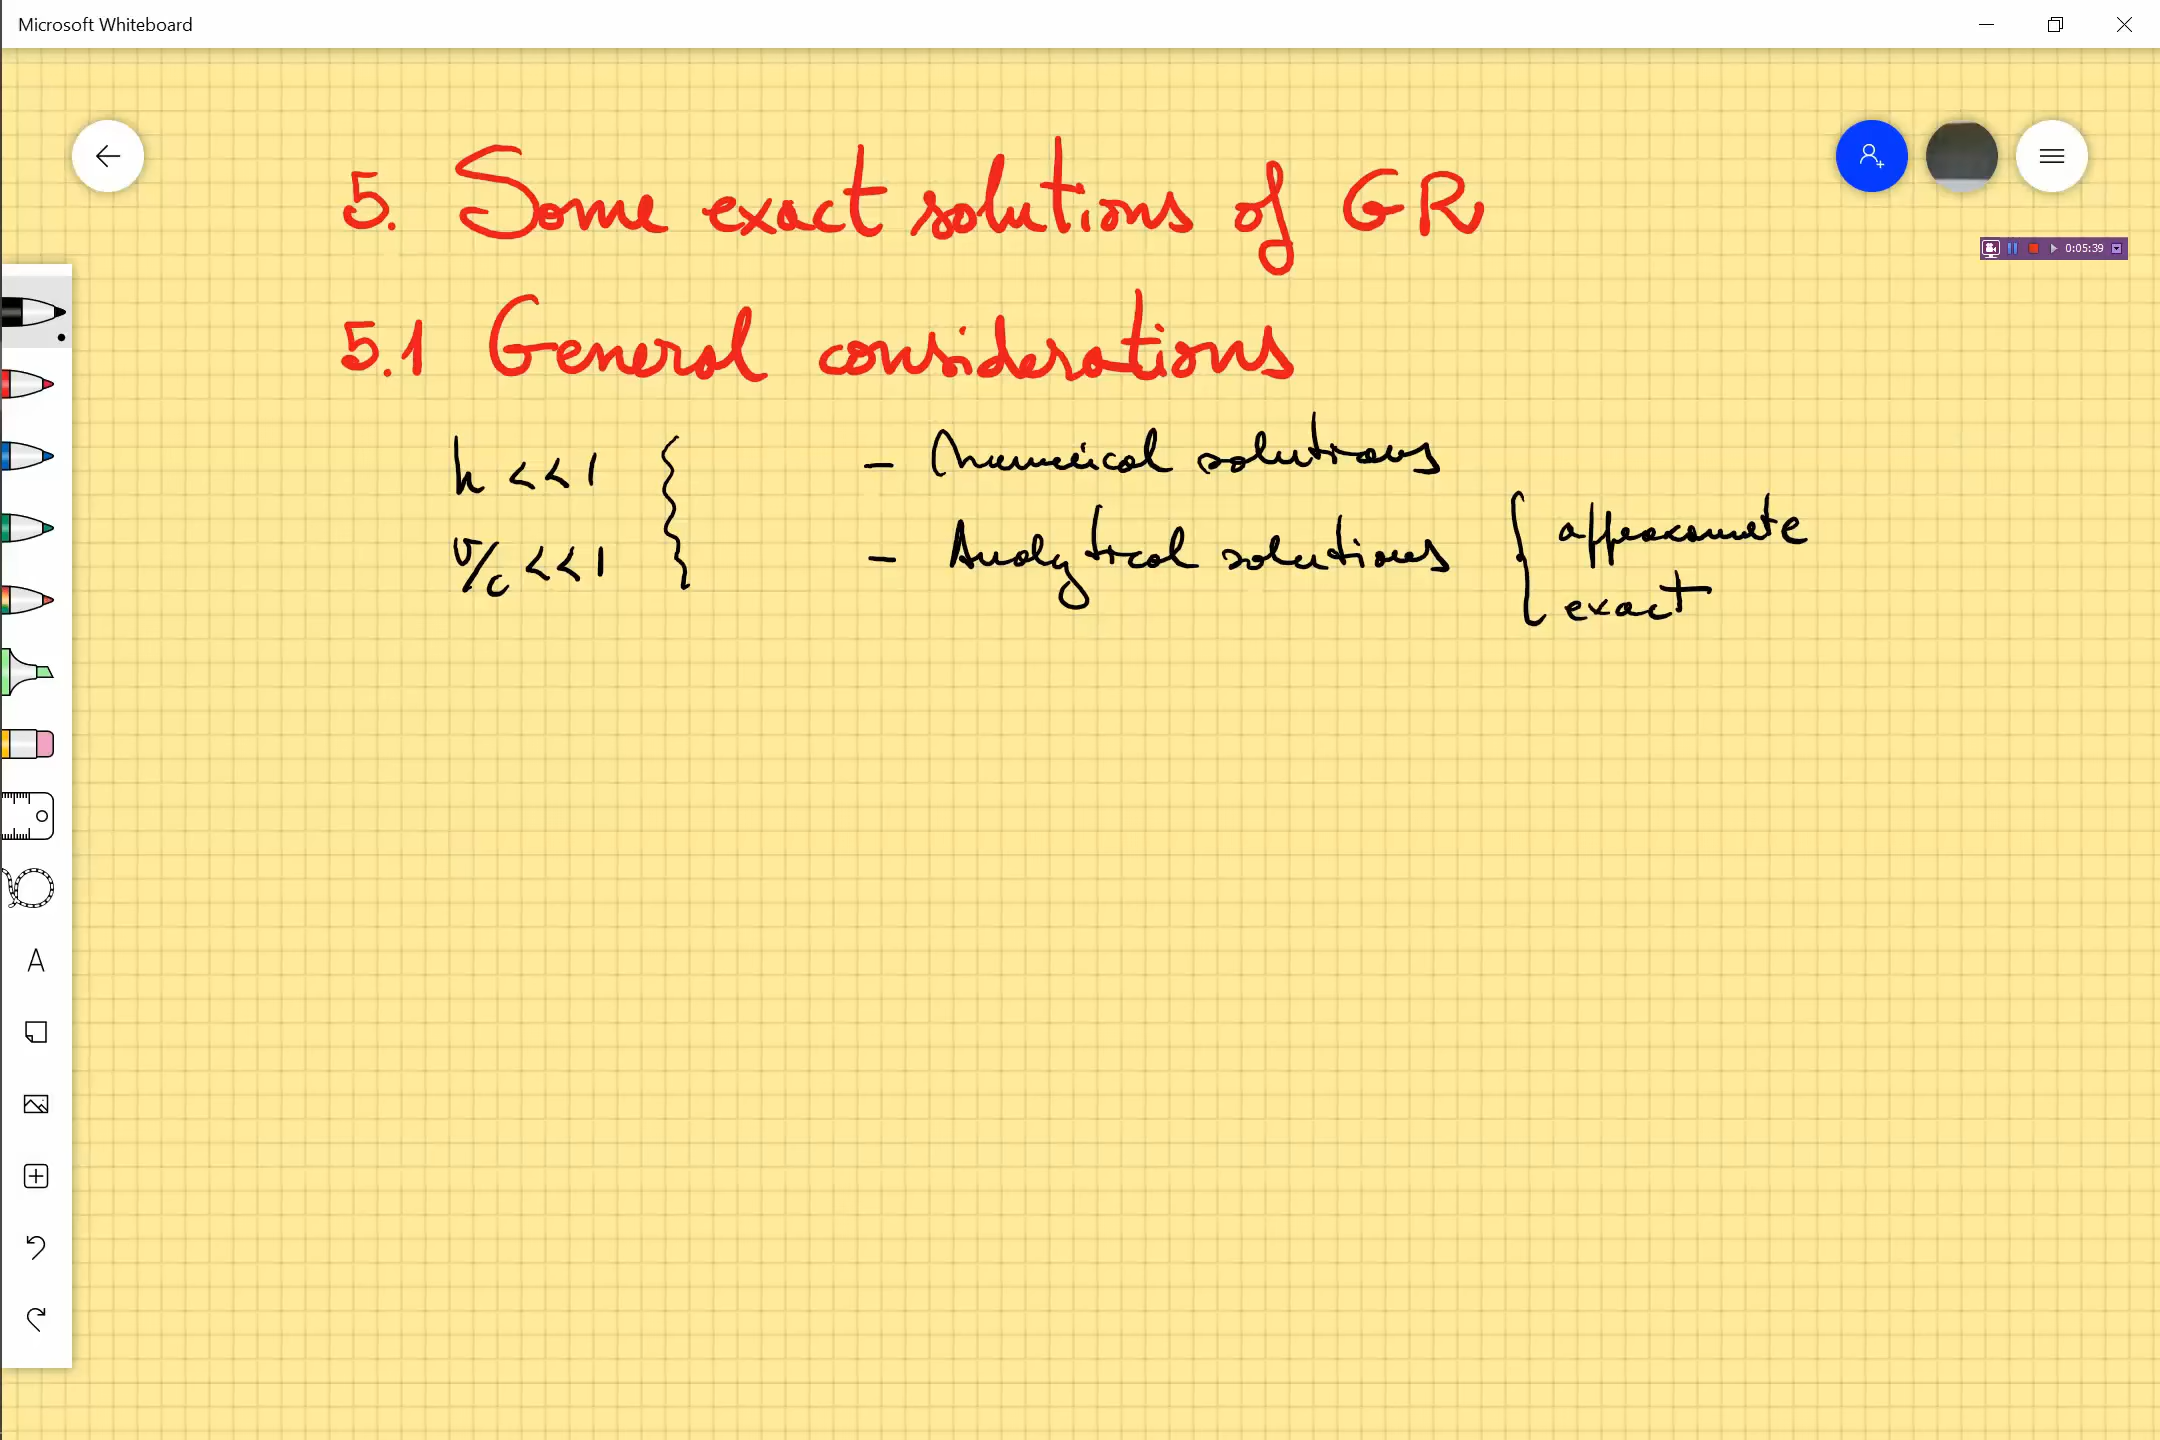 Microsoft Whiteboard
5. Some exact solutions of GR
0:05:39
5.1 General considerations
h << 1
- Numerical solutions
v/c << 1
- Analytical solutions
approximate
exact
A